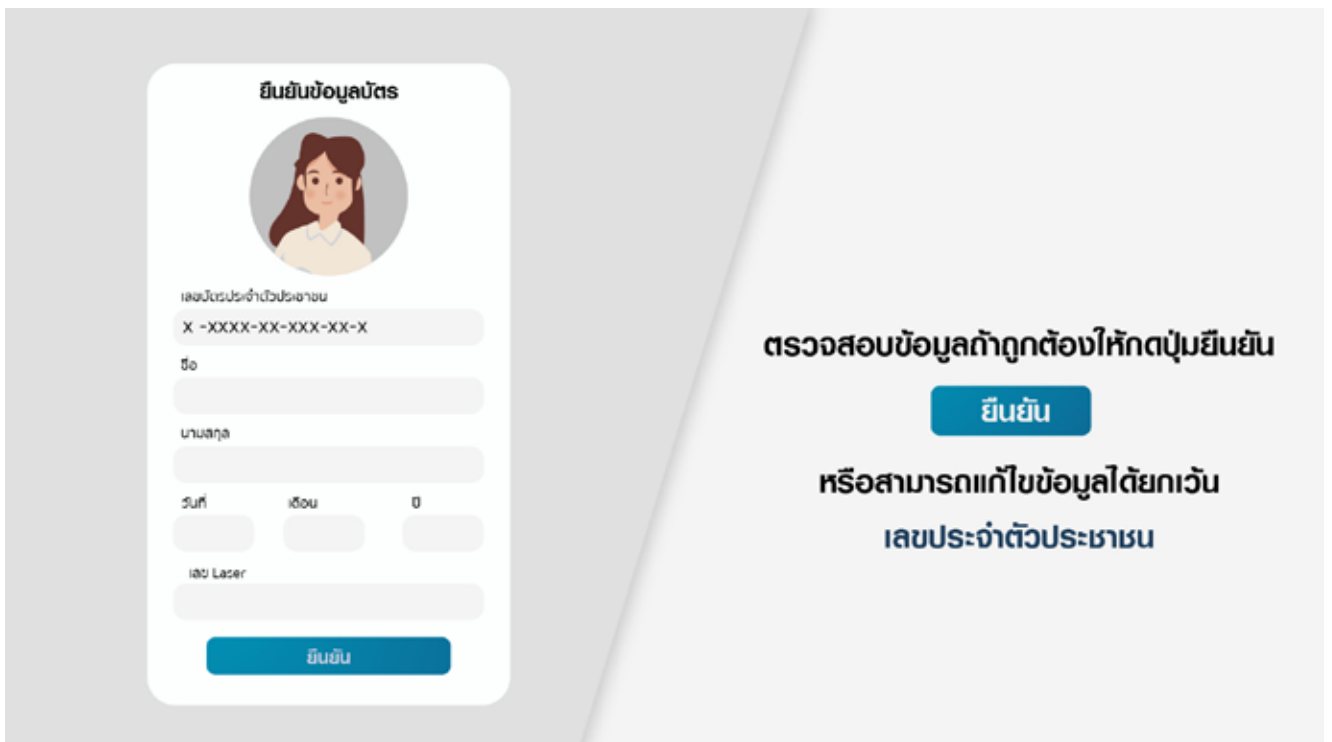 ยืนยันข้อมูลบัตร
เลขบัตรประจำตัวประชาชน
X -XXXX-XX-XXX-XX-X
ชื่อ
นามสกุล
วันที่ เดือน ปี
เลข Laser
ยืนยัน
ตรวจสอบข้อมูลถ้าถูกต้องให้กดปุ่มยืนยัน
ยืนยัน
หรือสามารถแก้ไขข้อมูลได้ยกเว้น
เลขประจำตัวประชาชน